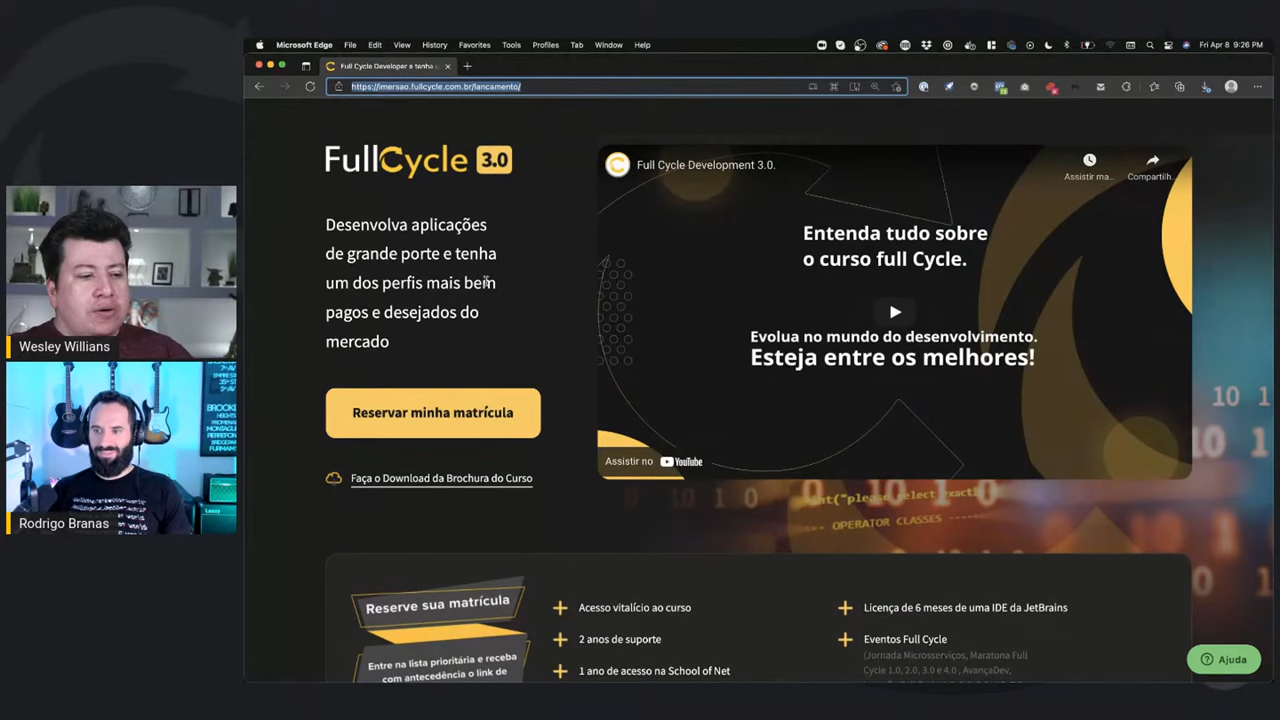 Microsoft Edge File Edit View History Favorites Tools Profiles Tab Window Help
Fri Apr 8 9:26 PM
Full Cycle Developer e tenha
https://imersao.fullcycle.com.br/lancamento/
FullCycle 3.0
Desenvolva aplicações
de grande porte e tenha
um dos perfis mais bem
pagos e desejados do
mercado
Reservar minha matrícula
Faça o Download da Brochura do Curso
Full Cycle Development 3.0.
Assistir ma...
Compartilh...
Entenda tudo sobre
o curso full Cycle.
Evolua no mundo do desenvolvimento.
Esteja entre os melhores!
Assistir no YouTube
--- OPERATOR CLASSES ----
Reserve sua matrícula
Entre na lista prioritária e receba
com antecedência o link de
Acesso vitalício ao curso
2 anos de suporte
1 ano de acesso na School of Net
Licença de 6 meses de uma IDE da JetBrains
Eventos Full Cycle
(Jornada Microsserviços, Maratona Full
Cycle 1.0, 2.0, 3.0 e 4.0, AvançaDev,
Ajuda
Wesley Willians
Rodrigo Branas